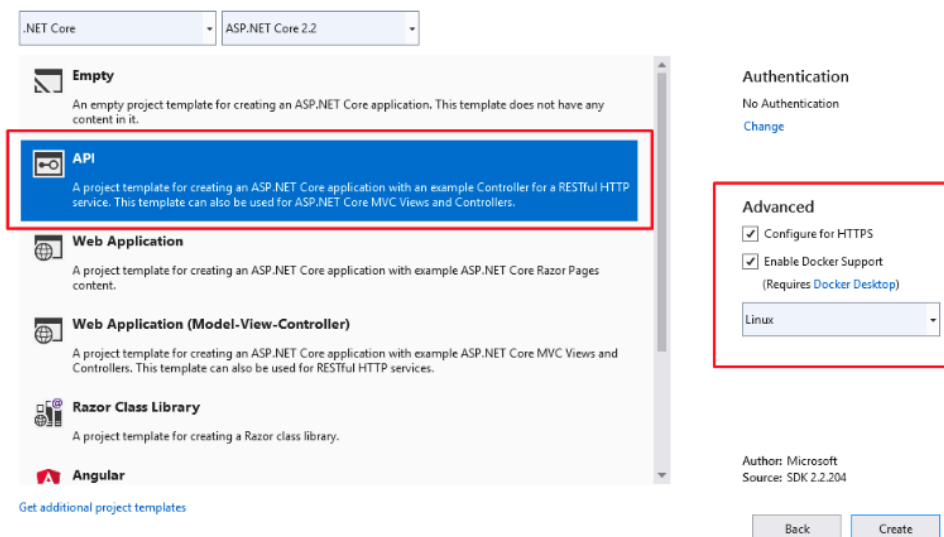 .NET Core
ASP.NET Core 2.2
Empty
An empty project template for creating an ASP.NET Core application. This template does not have any
content in it.
API
A project template for creating an ASP.NET Core application with an example Controller for a RESTful HTTP
service. This template can also be used for ASP.NET Core MVC Views and Controllers.
Web Application
A project template for creating an ASP.NET Core application with example ASP.NET Core Razor Pages
content.
Web Application (Model-View-Controller)
A project template for creating an ASP.NET Core application with example ASP.NET Core MVC Views and
Controllers. This template can also be used for RESTful HTTP services.
Razor Class Library
A project template for creating a Razor class library.
Angular
Get additional project templates
Authentication
No Authentication
Change
Advanced
Configure for HTTPS
Enable Docker Support
(Requires Docker Desktop)
Linux
Author: Microsoft
Source: SDK 2.2.204
Back
Create